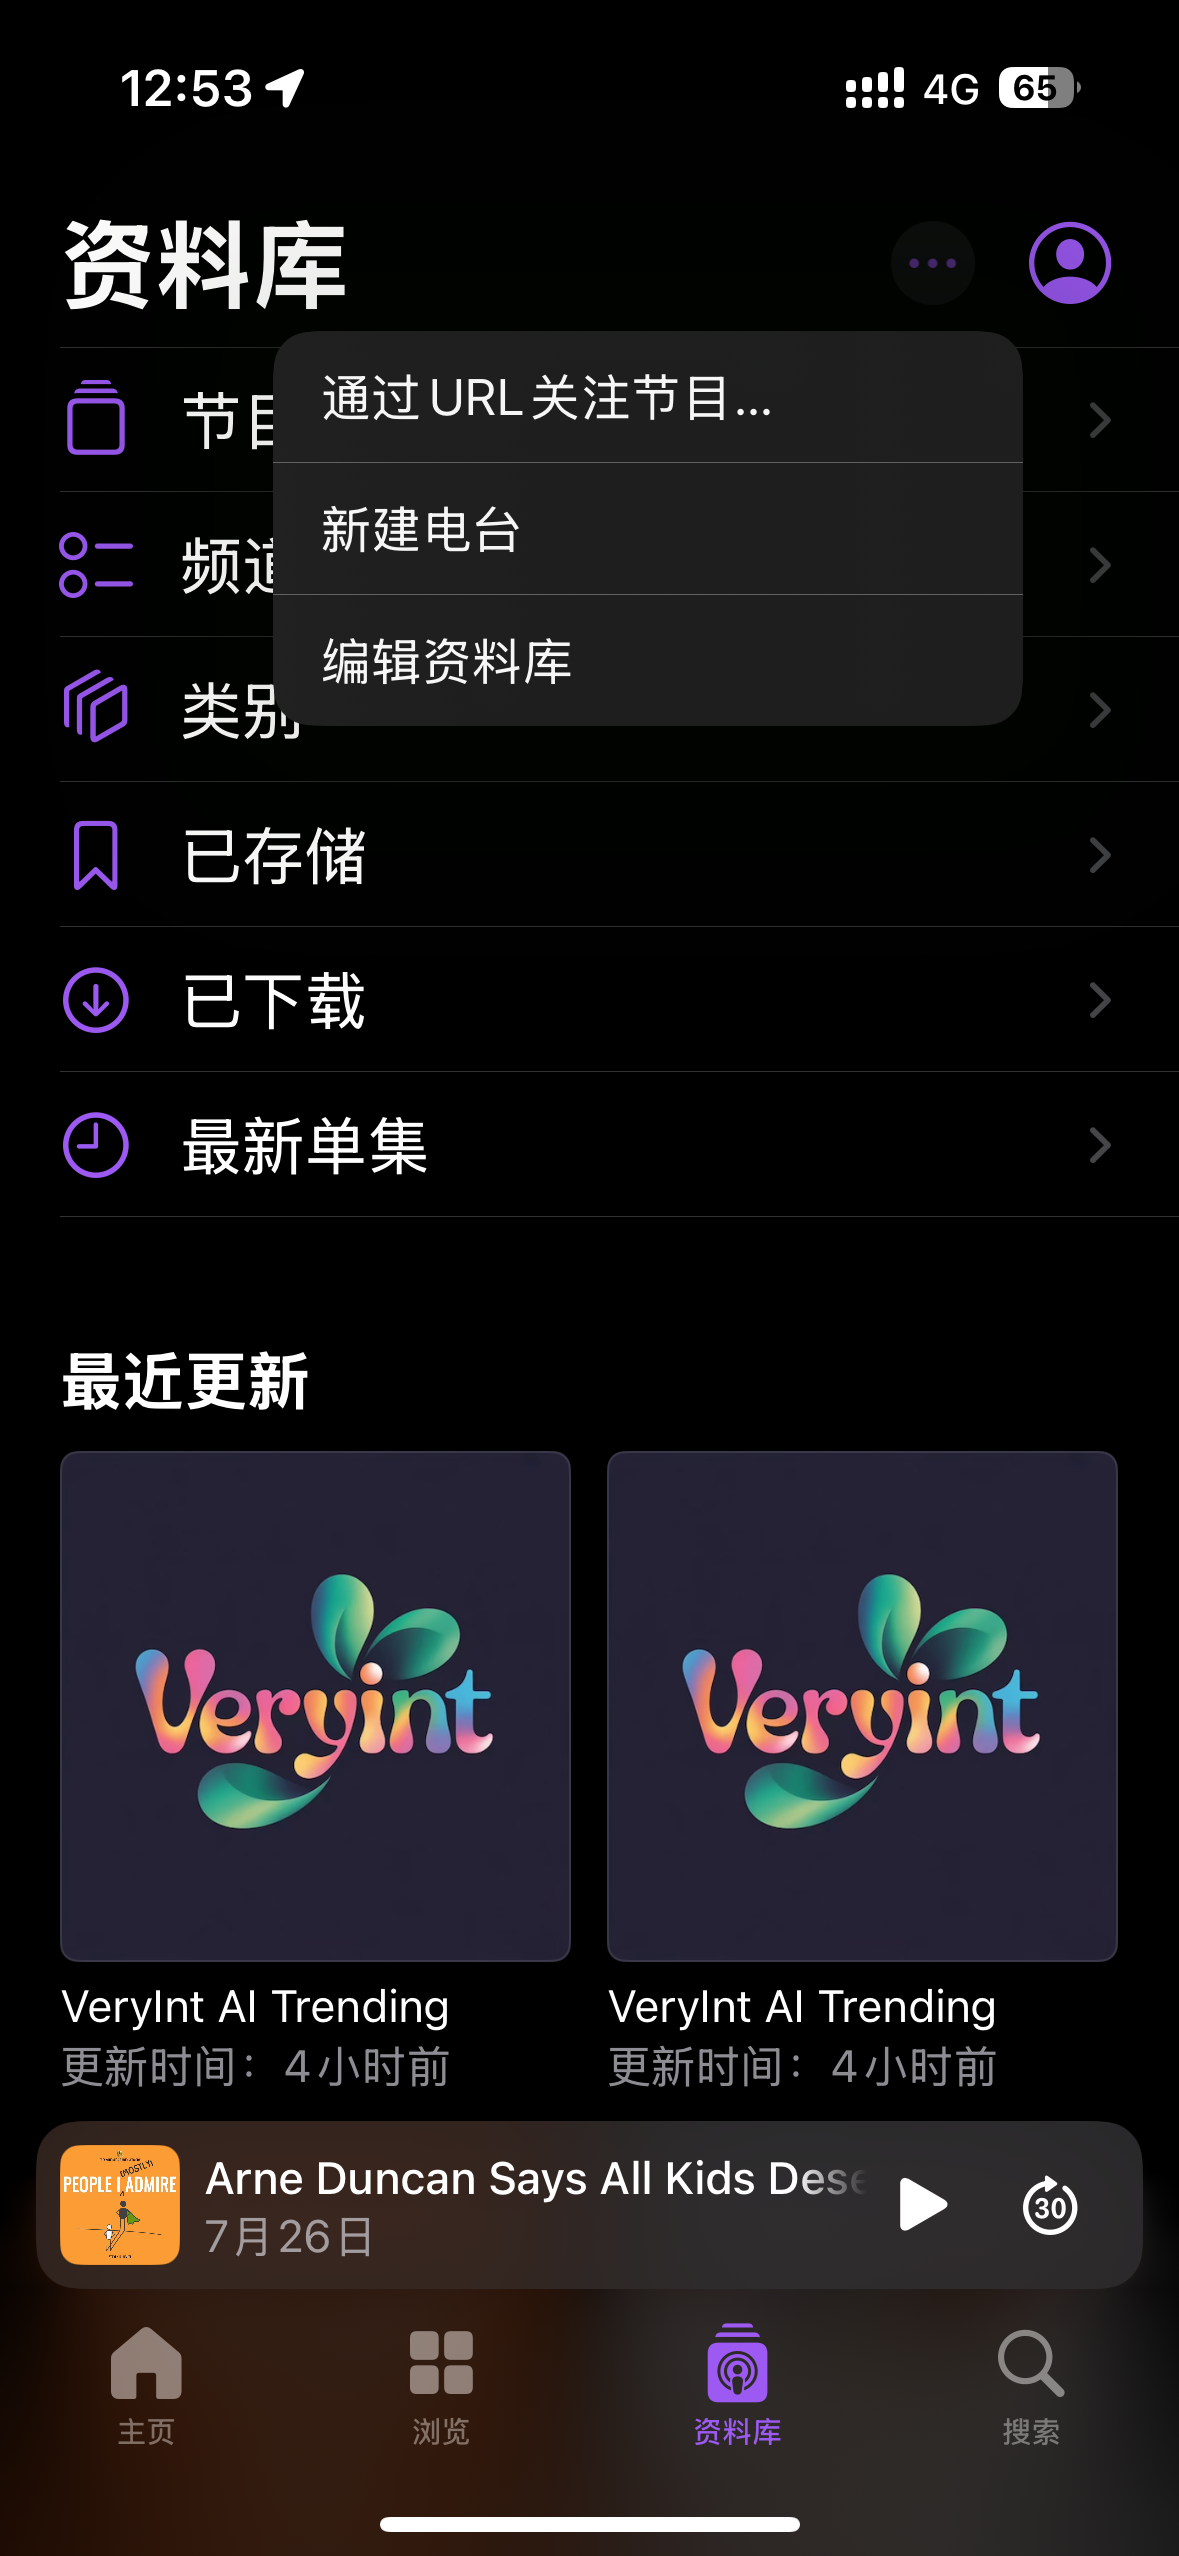 12:53
4G
65
资料库
通过URL关注节目...
新建电台
编辑资料库
节目
频道
类别
已存储
已下载
最新单集
最近更新
Veryint
Veryint
VeryInt AI Trending
VeryInt AI Trending
更新时间：4小时前
更新时间：4小时前
(MOSTLY)
PEOPLE I ADMIRE
Arne Duncan Says All Kids Dese
7月26日
30
主页
浏览
资料库
搜索